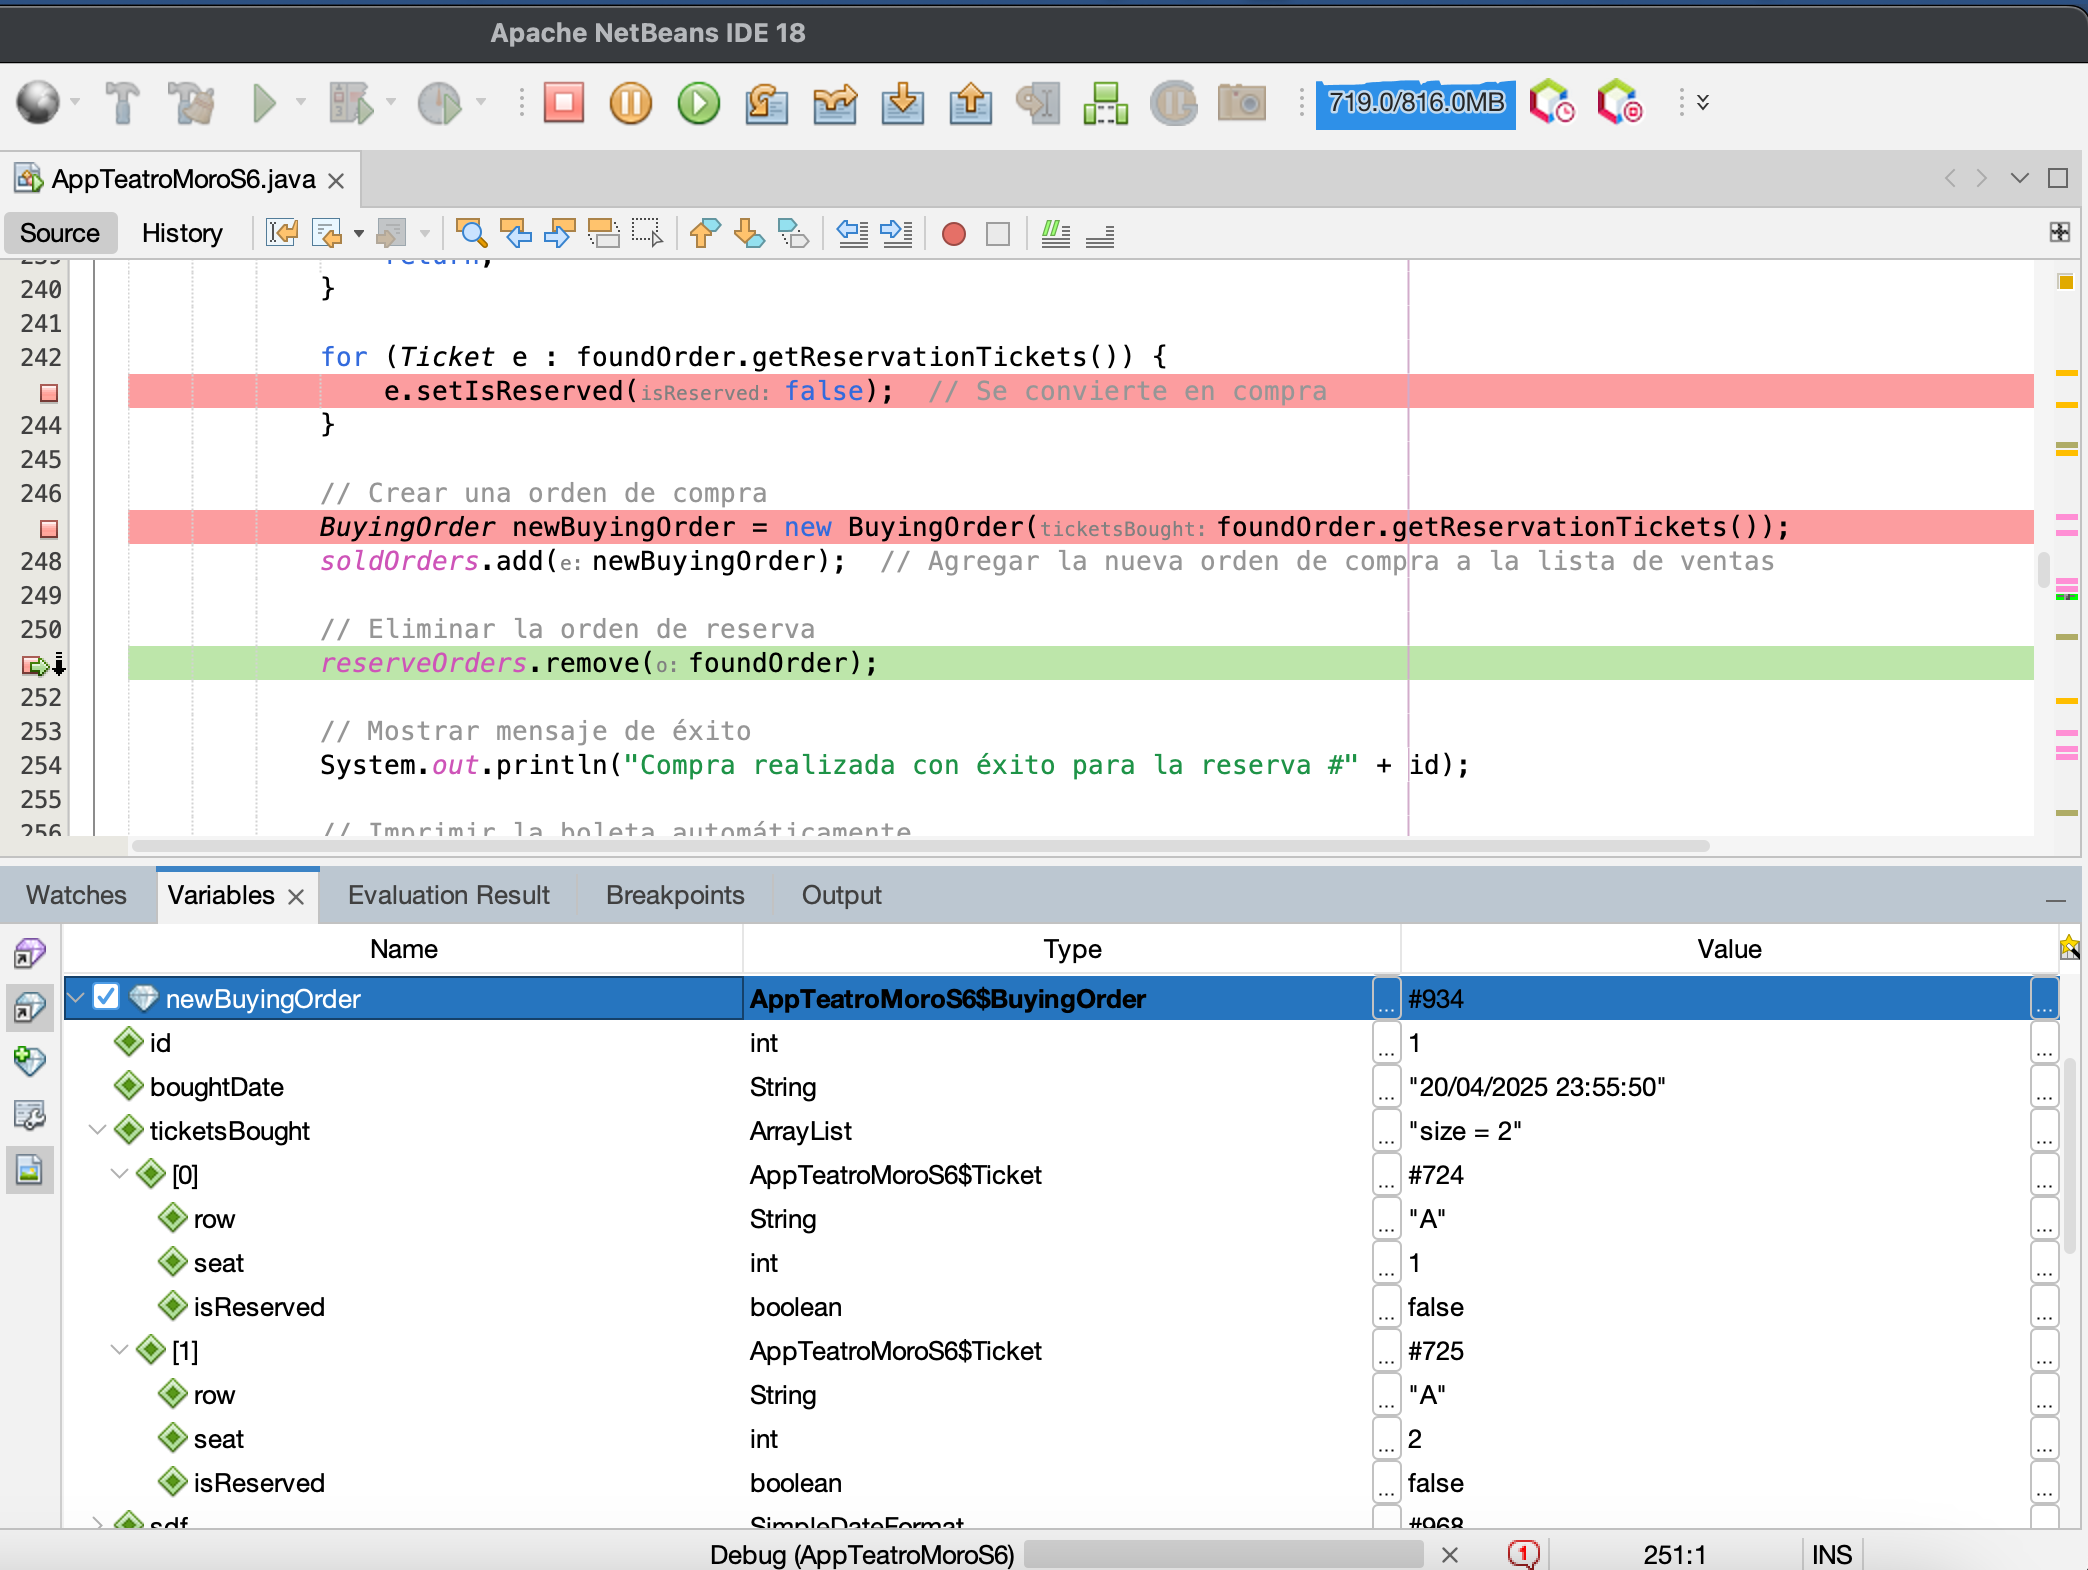 Apache NetBeans IDE 18
719.0/816.0MB
AppTeatroMoroS6.java
Source History
239 return;
240 }
241
242 for (Ticket e : foundOrder.getReservationTickets()) {
e.setIsReserved(isReserved: false); // Se convierte en compra
244 }
245
246 // Crear una orden de compra
BuyingOrder newBuyingOrder = new BuyingOrder(ticketsBought: foundOrder.getReservationTickets());
248 soldOrders.add(e: newBuyingOrder); // Agregar la nueva orden de compra a la lista de ventas
249
250 // Eliminar la orden de reserva
reserveOrders.remove(o: foundOrder);
252
253 // Mostrar mensaje de éxito
254 System.out.println("Compra realizada con éxito para la reserva #" + id);
255
256 // Imprimir la boleta automáticamente
Watches Variables Evaluation Result Breakpoints Output
Name Type Value
newBuyingOrder AppTeatroMoroS6$BuyingOrder ... #934 ...
id int ... 1 ...
boughtDate String ... "20/04/2025 23:55:50" ...
ticketsBought ArrayList ... "size = 2" ...
[0] AppTeatroMoroS6$Ticket ... #724 ...
row String ... "A" ...
seat int ... 1 ...
isReserved boolean ... false ...
[1] AppTeatroMoroS6$Ticket ... #725 ...
row String ... "A" ...
seat int ... 2 ...
isReserved boolean ... false ...
sdf SimpleDateFormat #968
Debug (AppTeatroMoroS6) 1 251:1 INS